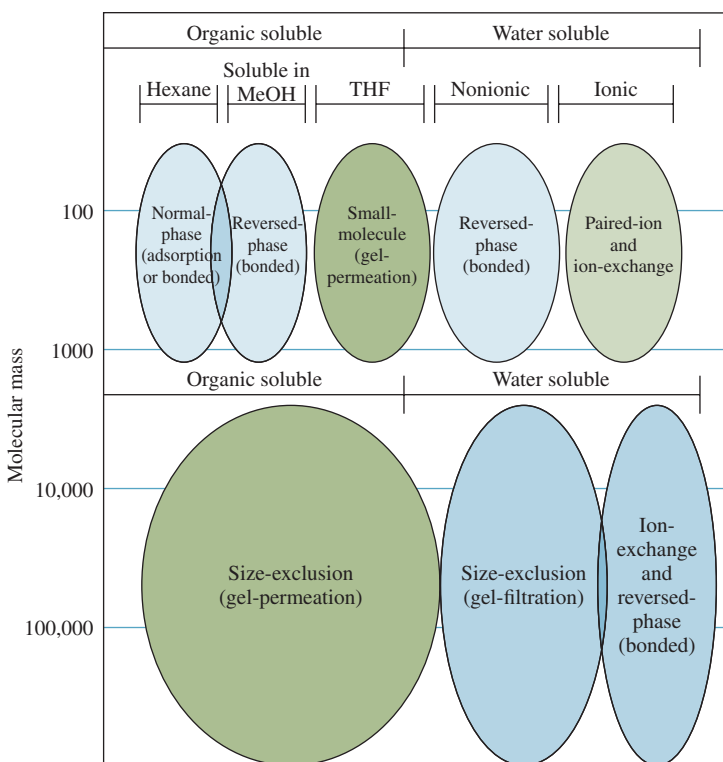 Organic soluble
Water soluble
Hexane
Soluble in
MeOH
THF
Nonionic
Ionic
100
Normal-
phase
(adsorption
or bonded)
Reversed-
phase
(bonded)
Small-
molecule
(gel-
permeation)
Reversed-
phase
(bonded)
Paired-ion
and
ion-exchange
1000
Molecular mass
Organic soluble
Water soluble
10,000
Size-exclusion
(gel-permeation)
Size-exclusion
(gel-filtration)
Ion-
exchange
and
reversed-
phase
(bonded)
100,000